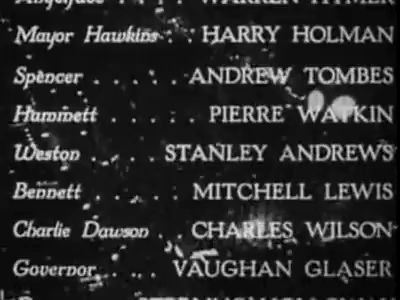 Mayor Hawkins . . HARRY HOLMAN
Spencer . . . . . ANDREW TOMBES
Hammett . . . . . PIERRE WATKIN
Weston . . . . . STANLEY ANDREWS
Bennett . . . . . MITCHELL LEWIS
Charlie Dawson . . CHARLES WILSON
Governor . . . . VAUGHAN GLASER